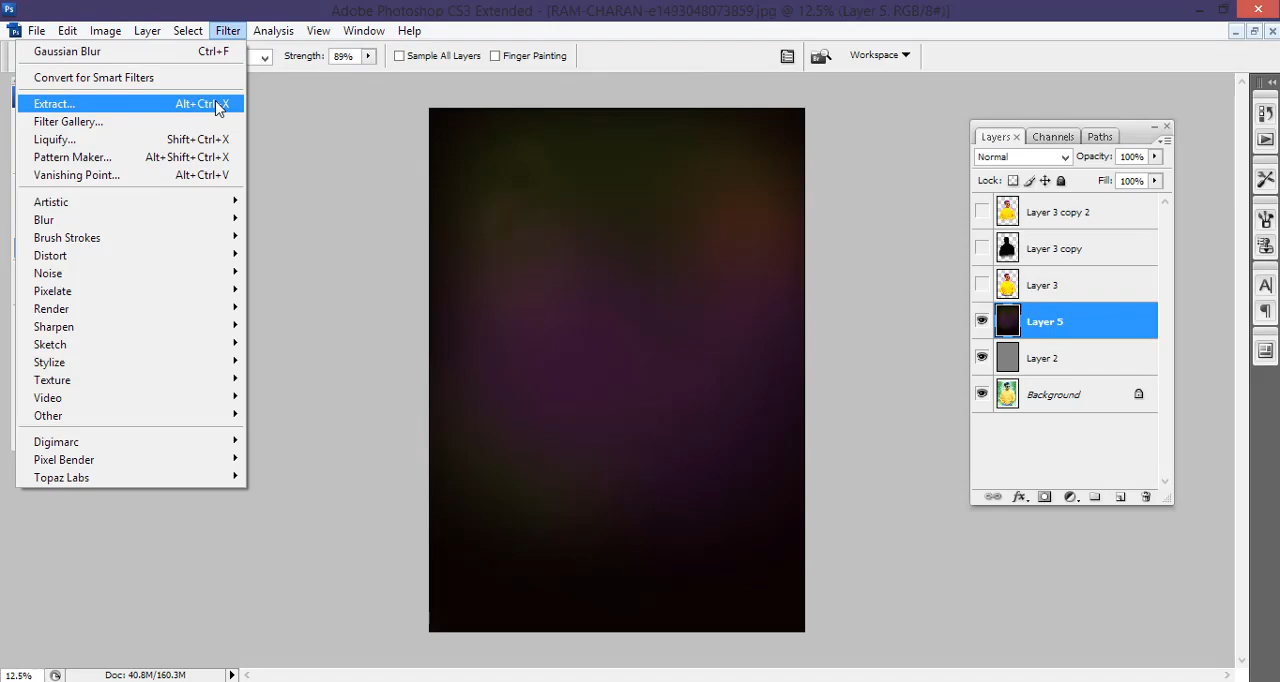 Ps Adobe Photoshop CS3 Extended - [RAM-CHARAN-e1493048073859.jpg @ 12.5% (Layer 5, RGB/8#)]
Ps File Edit Image Layer Select Filter Analysis View Window Help
Strength: 89% Sample All Layers Finger Painting Workspace
Gaussian Blur Ctrl+F
Convert for Smart Filters
Extract... Alt+Ctrl+X
Filter Gallery...
Liquify... Shift+Ctrl+X
Pattern Maker... Alt+Shift+Ctrl+X
Vanishing Point... Alt+Ctrl+V
Artistic
Blur
Brush Strokes
Distort
Noise
Pixelate
Render
Sharpen
Sketch
Stylize
Texture
Video
Other
Digimarc
Pixel Bender
Topaz Labs
Layers Channels Paths
Normal Opacity: 100%
Lock: Fill: 100%
Layer 3 copy 2
Layer 3 copy
Layer 3
Layer 5
Layer 2
Background
12.5% Doc: 40.8M/160.3M